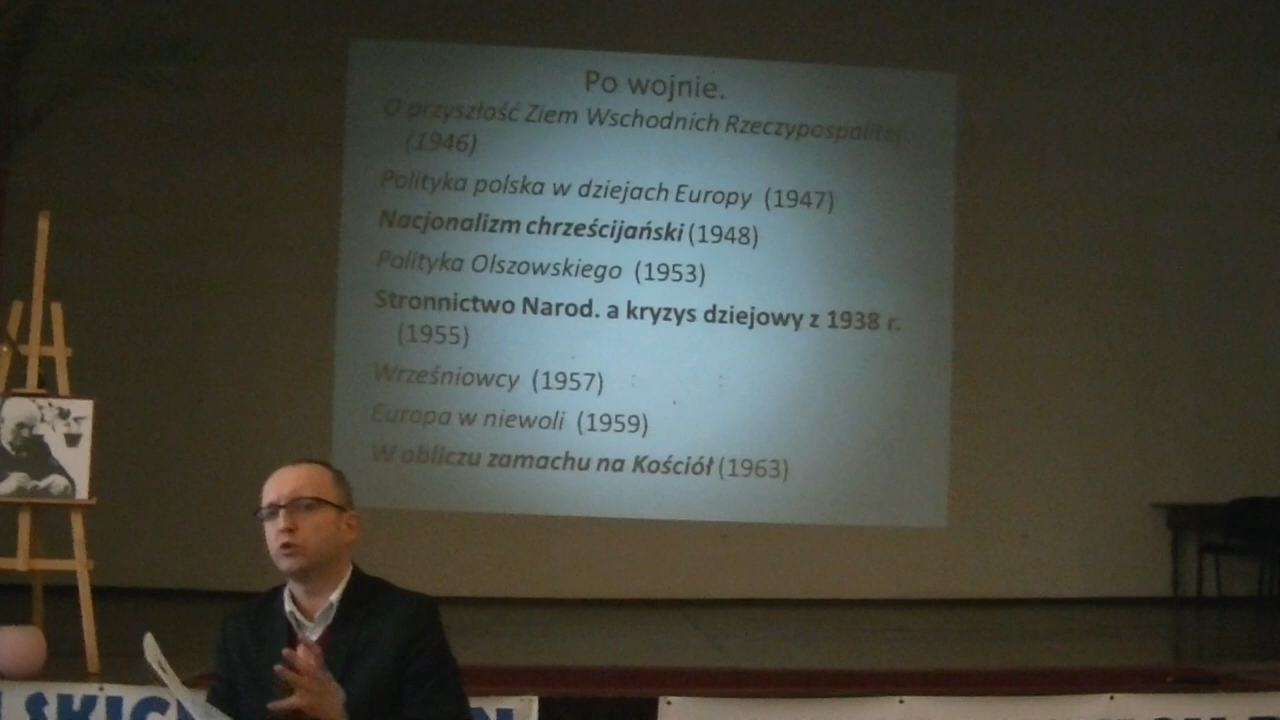 Po wojnie.
O przyszłość Ziem Wschodnich Rzeczypospolitej
(1946)
Polityka polska w dziejach Europy (1947)
Nacjonalizm chrześcijański (1948)
Polityka Olszowskiego (1953)
Stronnictwo Narod. a kryzys dziejowy z 1938 r.
(1955)
Wrześniowcy (1957)
Europa w niewoli (1959)
W obliczu zamachu na Kościół (1963)